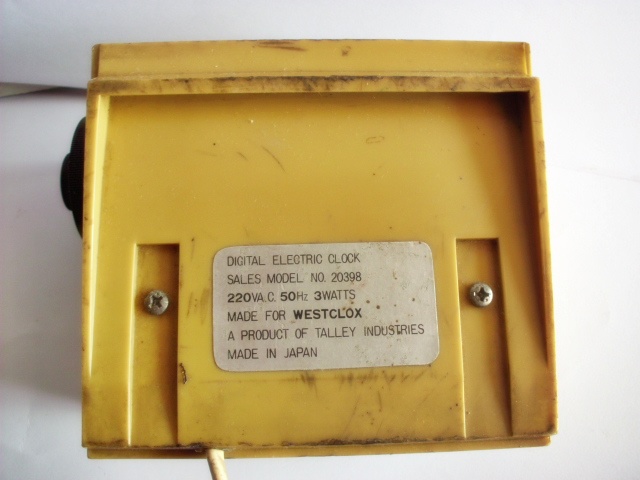 DIGITAL ELECTRIC CLOCK
SALES MODEL NO. 20398
220VA.C. 50Hz 3WATTS
MADE FOR WESTCLOX
A PRODUCT OF TALLEY INDUSTRIES
MADE IN JAPAN